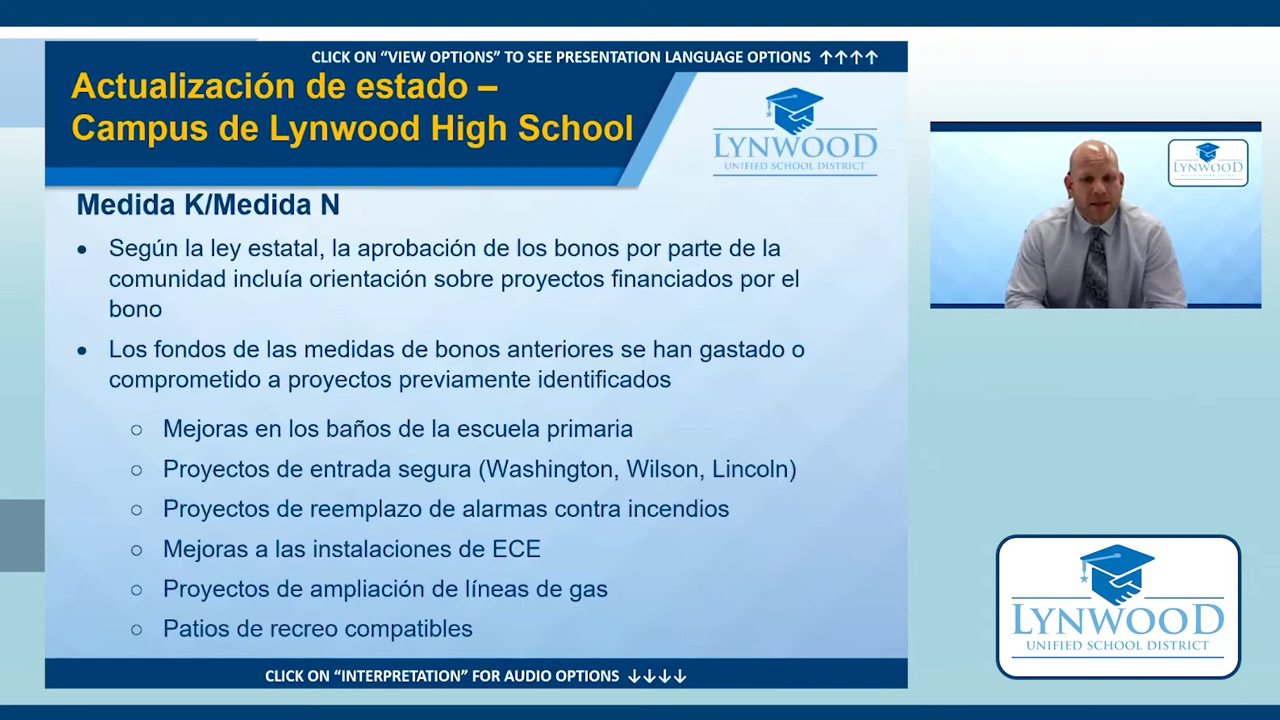 CLICK ON “VIEW OPTIONS” TO SEE PRESENTATION LANGUAGE OPTIONS ↑↑↑↑
Actualización de estado –
Campus de Lynwood High School
LYNWOOD
UNIFIED SCHOOL DISTRICT
Medida K/Medida N
● Según la ley estatal, la aprobación de los bonos por parte de la
comunidad incluía orientación sobre proyectos financiados por el
bono
● Los fondos de las medidas de bonos anteriores se han gastado o
comprometido a proyectos previamente identificados
○ Mejoras en los baños de la escuela primaria
○ Proyectos de entrada segura (Washington, Wilson, Lincoln)
○ Proyectos de reemplazo de alarmas contra incendios
○ Mejoras a las instalaciones de ECE
○ Proyectos de ampliación de líneas de gas
○ Patios de recreo compatibles
CLICK ON “INTERPRETATION” FOR AUDIO OPTIONS ↓↓↓↓
LYNWOOD
LYNWOOD
UNIFIED SCHOOL DISTRICT